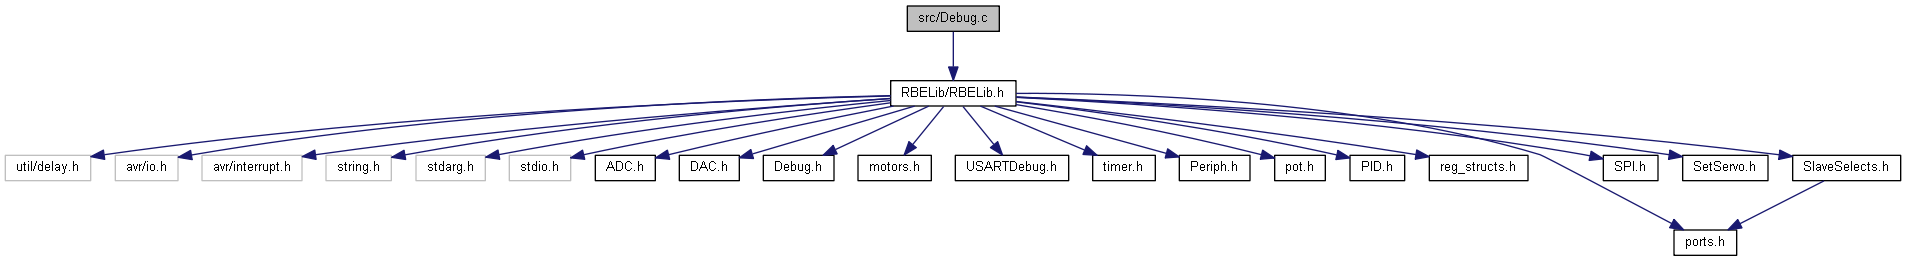 src/Debug.c
RBELib/RBELib.h
util/delay.h
avr/io.h
avr/interrupt.h
string.h
stdarg.h
stdio.h
ADC.h
DAC.h
Debug.h
motors.h
USARTDebug.h
timer.h
Periph.h
pot.h
PID.h
reg_structs.h
SPI.h
SetServo.h
SlaveSelects.h
ports.h